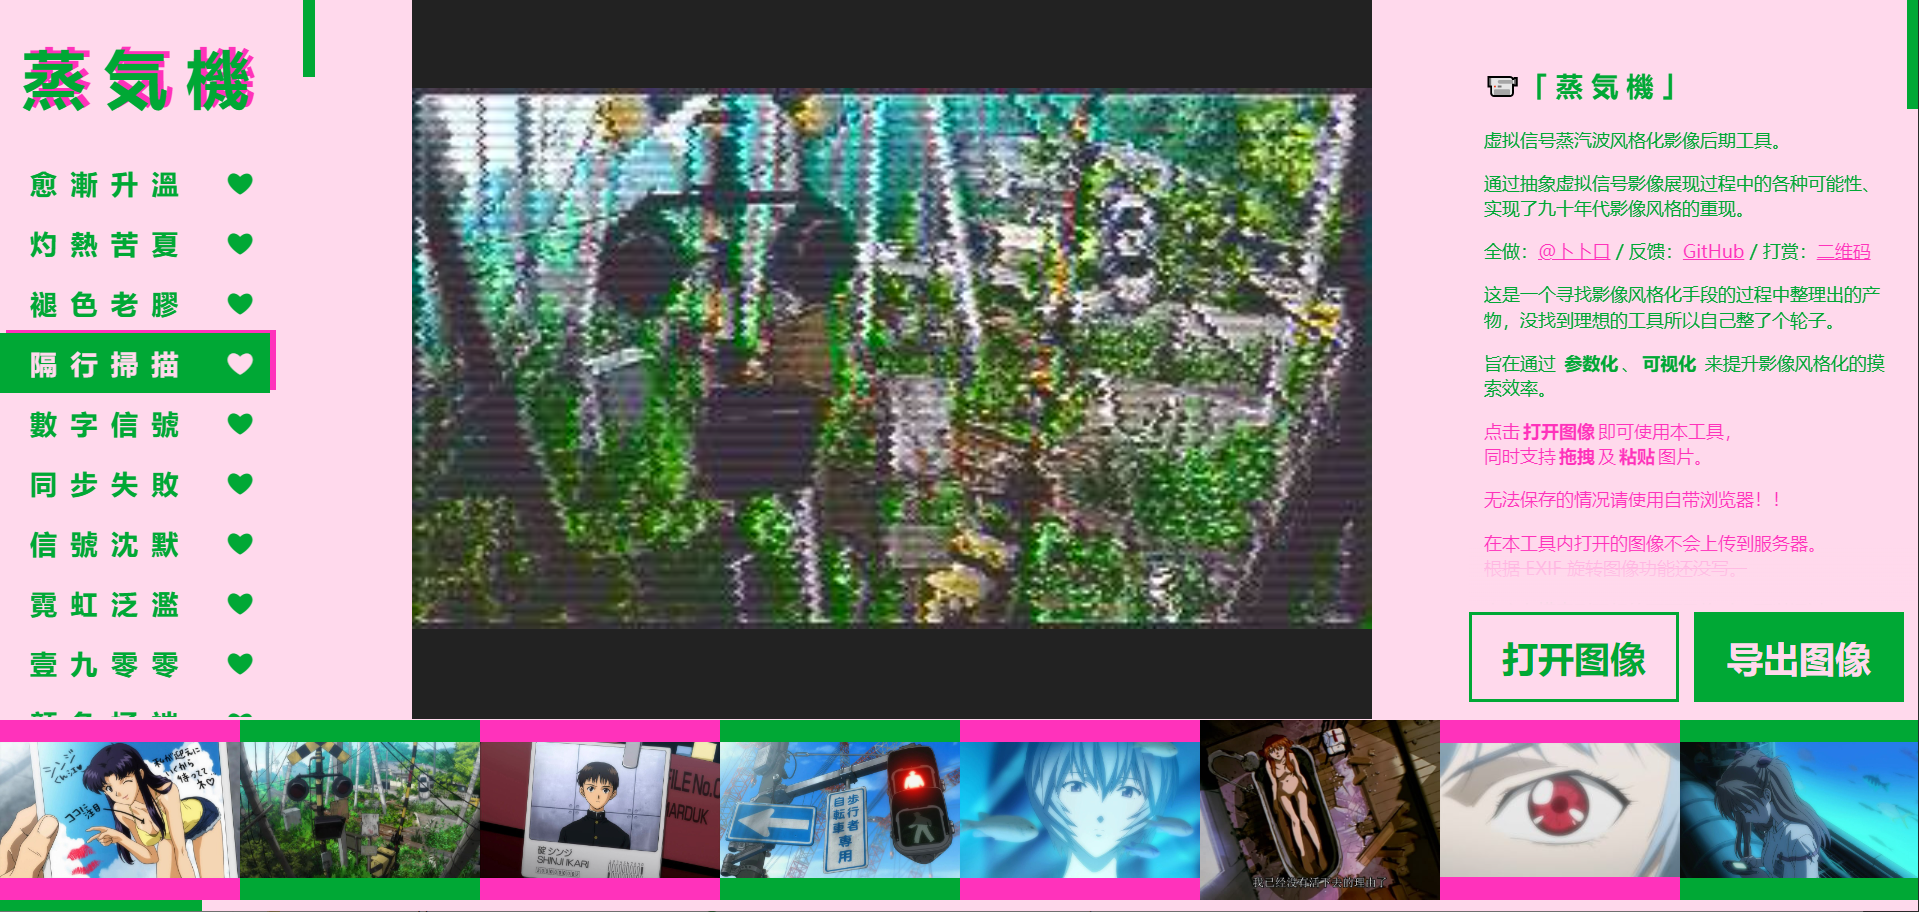 蒸気機
愈漸升溫
灼熱苦夏
褪色老膠
隔行掃描
數字信號
同步失敗
信號沈默
霓虹泛濫
壹九零零
「蒸気機」
虚拟信号蒸汽波风格化影像后期工具。
通过抽象虚拟信号影像展现过程中的各种可能性、
实现了九十年代影像风格的重现。
全做：@卜卜口 / 反馈：GitHub / 打赏：二维码
这是一个寻找影像风格化手段的过程中整理出的产
物，没找到理想的工具所以自己整了个轮子。
旨在通过 参数化、可视化 来提升影像风格化的摸
索效率。
点击 打开图像 即可使用本工具，
同时支持 拖拽 及 粘贴 图片。
无法保存的情况请使用自带浏览器！！
在本工具内打开的图像不会上传到服务器。
根据 EXIF 旋转图像功能还没写。
打开图像
导出图像
シンジ
くん江
私が迎えに
いくから
待っててネ♡
ココに
注目
碇 シンジ
SHINJI IKARI
FILE No.
MARDUK
自転車
歩行者
専用
我已经没有活下去的理由了